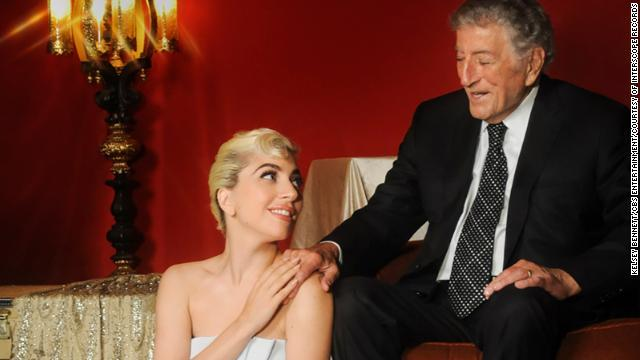 KELSEY BENNETT/CBS ENTERTAINMENT/COURTESY OF INTERSCOPE RECORDS